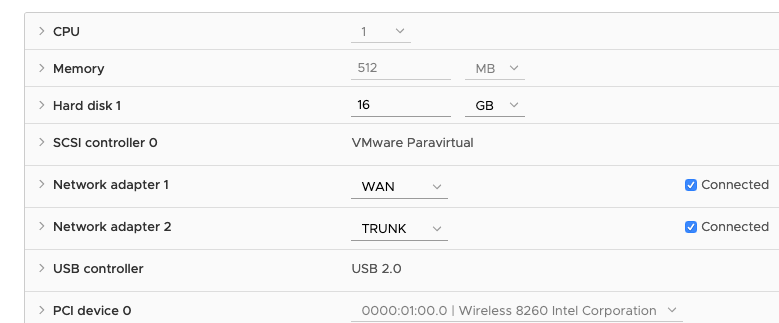 CPU 1
Memory 512 MB
Hard disk 1 16 GB
SCSI controller 0 VMware Paravirtual
Network adapter 1 WAN Connected
Network adapter 2 TRUNK Connected
USB controller USB 2.0
PCI device 0 0000:01:00.0 | Wireless 8260 Intel Corporation